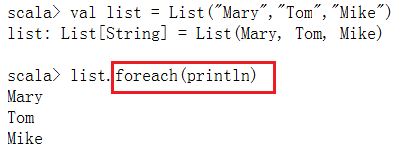 scala> val list = List("Mary","Tom","Mike")
list: List[String] = List(Mary, Tom, Mike)
scala> list.foreach(println)
Mary
Tom
Mike